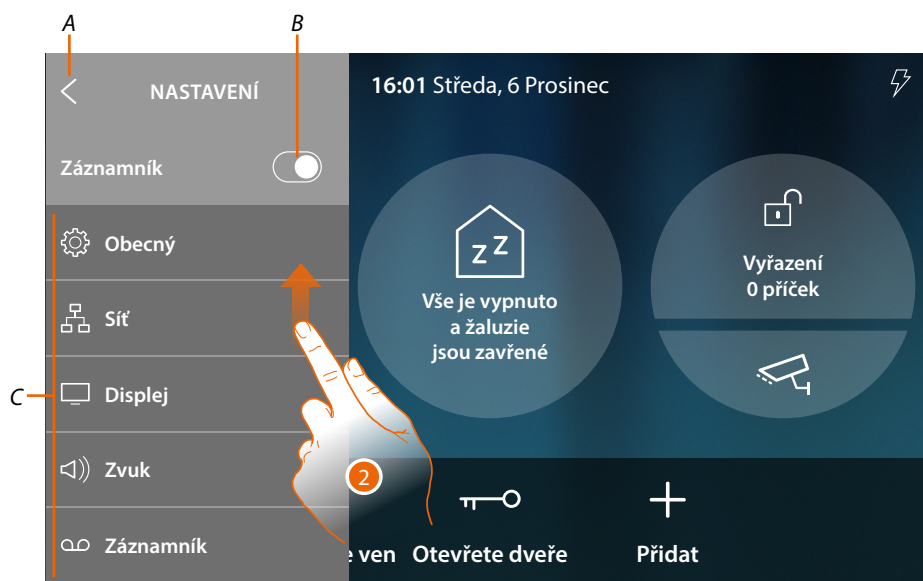 A
B
NASTAVENÍ
16:01 Středa, 6 Prosinec
Záznamník
Obecný
Síť
Displej
Zvuk
Záznamník
C
z z
Vše je vypnuto
a žaluzie
jsou zavřené
Vyřazení
0 příček
2
e ven
Otevřete dveře
Přidat